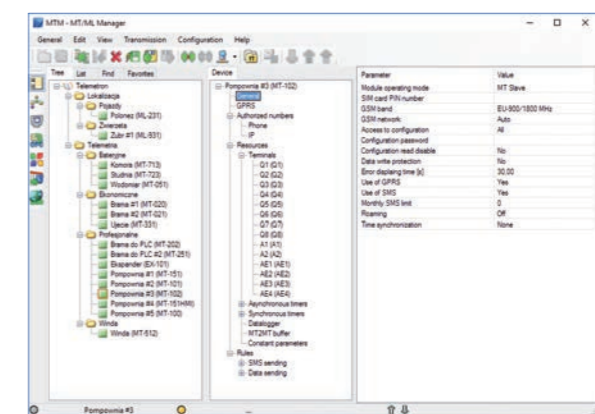 MTM - MT/ML Manager
General Edit View Transmission Configuration Help
Tree List Find Favorites
Telemetron
Lokalizacja
Pojazdy
Polonez (ML-231)
Zwierzeta
Zubr #1 (ML-931)
Telemetria
Bateryjne
Komora (MT-713)
Studnia (MT-723)
Wodomiar (MT-051)
Ekonomiczne
Brama #1 (MT-020)
Brama #2 (MT-021)
Ujecie (MT-331)
Profesjonalne
Brama do PLC (MT-202)
Brama do PLC #2 (MT-251)
Ekspander (EX-101)
Pompownia #1 (MT-151)
Pompownia #2 (MT-101)
Pompownia #3 (MT-102)
Pompownia #4 (MT-151HMI)
Pompownia #5 (MT-100)
Winda
Winda (MT-512)
Device
Pompownia #3 (MT-102)
General
GPRS
Authorized numbers
Phone
IP
Resources
Terminals
Q1 (Q1)
Q2 (Q2)
Q3 (Q3)
Q4 (Q4)
Q5 (Q5)
Q6 (Q6)
Q7 (Q7)
Q8 (Q8)
A1 (A1)
A2 (A2)
AE1 (AE1)
AE2 (AE2)
AE3 (AE3)
AE4 (AE4)
Asynchronous timers
Synchronous timers
Datalogger
MT2MT buffer
Constant parameters
Rules
SMS sending
Data sending
Parameter Value
Module operating mode MT Slave
SIM card PIN number
GSM band EU-900/1800 MHz
GSM network Auto
Access to configuration All
Configuration password
Configuration read disable No
Data write protection No
Error displaing time [s] 30,00
Use of GPRS Yes
Use of SMS Yes
Monthly SMS limit 0
Roaming Off
Time synchronization None
Pompownia #3